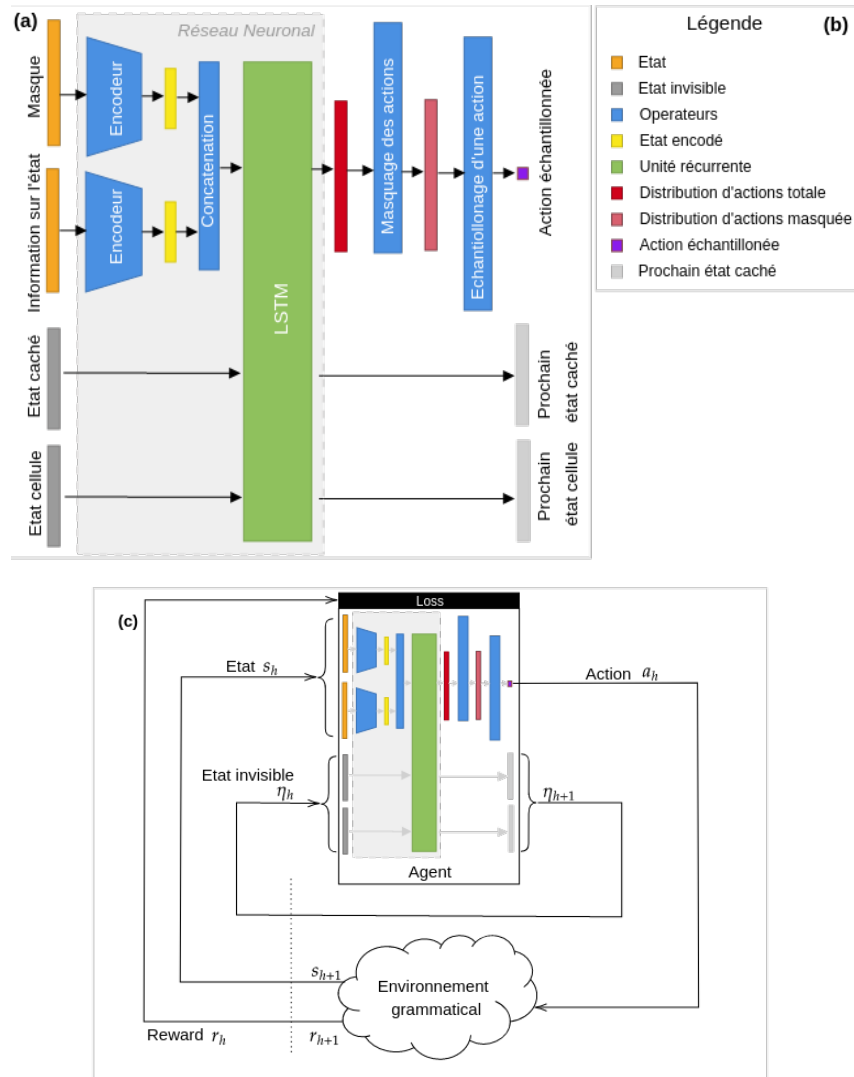 (a)
Réseau Neuronal
Masque
Encodeur
Concatenation
Information sur l'état
Encodeur
LSTM
Masquage des actions
Echantiollonage d'une action
Action échantillonnée
Etat caché
Prochain
état caché
Etat cellule
Prochain
état cellule
Légende
(b)
Etat
Etat invisible
Operateurs
Etat encodé
Unité récurrente
Distribution d'actions totale
Distribution d'actions masquée
Action échantillonée
Prochain état caché
(c)
Loss
Etat s_h
Action a_h
Etat invisible
η_h
η_{h+1}
Agent
s_{h+1}
Environnement
grammatical
Reward r_h
r_{h+1}